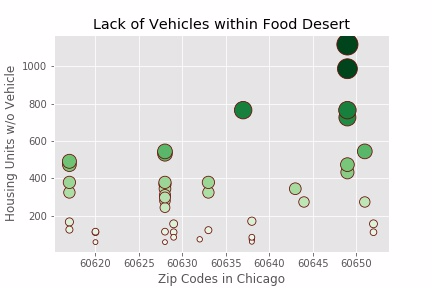 Lack of Vehicles within Food Desert
Housing Units w/o Vehicle
1000
800
600
400
200
60620 60625 60630 60635 60640 60645 60650
Zip Codes in Chicago